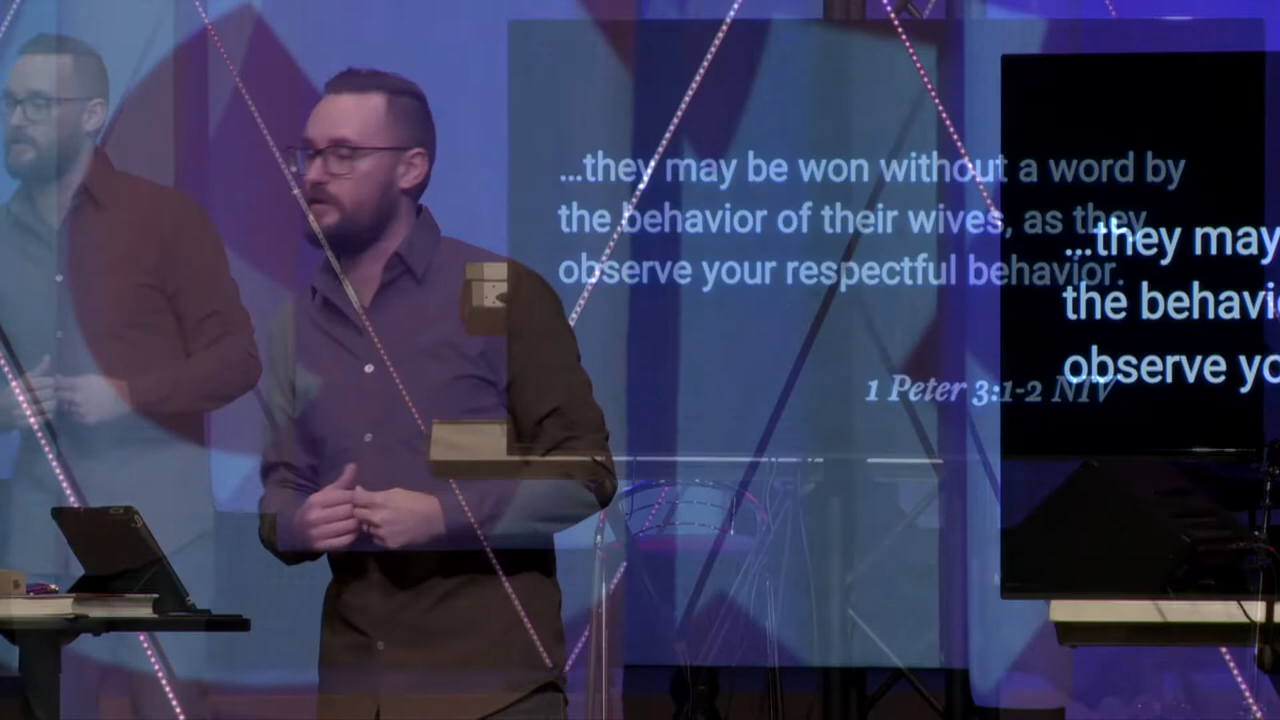 ...they may be won without a word by
the behavior of their wives, as they
observe your respectful behavior.
1 Peter 3:1-2 NIV
...they may
the behavi
observe yo